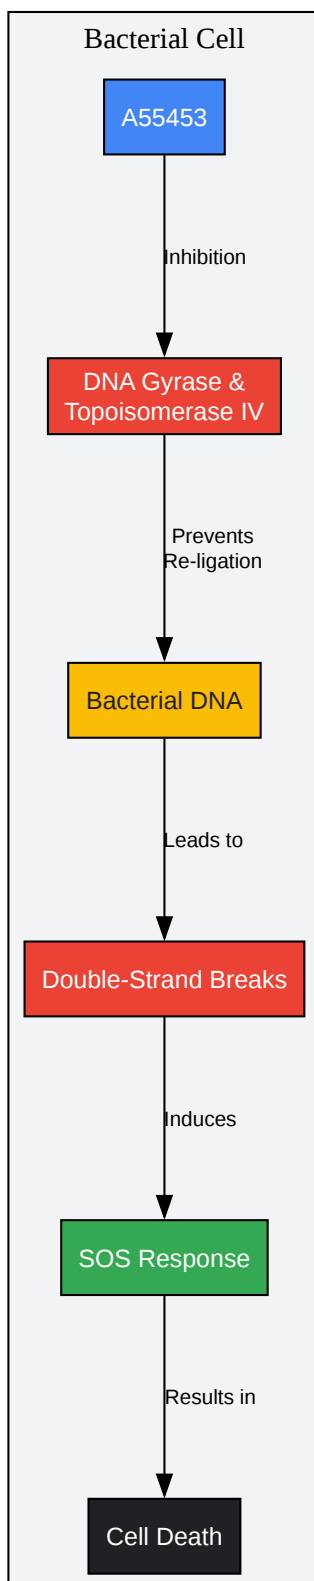 Bacterial Cell
A55453
Inhibition
DNA Gyrase &
Topoisomerase IV
Prevents
Re-ligation
Bacterial DNA
Leads to
Double-Strand Breaks
Induces
SOS Response
Results in
Cell Death